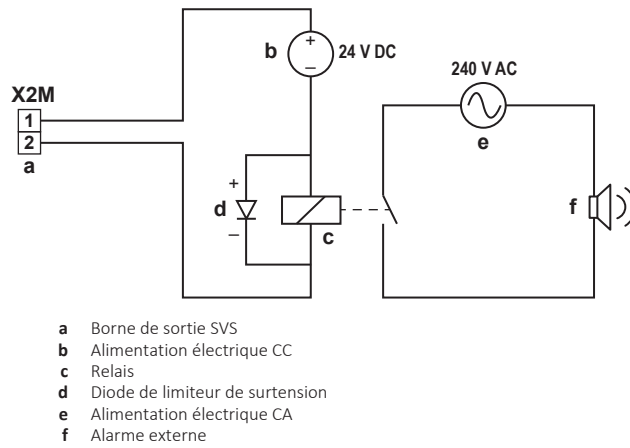 b
+
–
24 V DC
240 V AC
e
X2M
1
2
a
+
d
–
c
f
a Borne de sortie SVS
b Alimentation électrique CC
c Relais
d Diode de limiteur de surtension
e Alimentation électrique CA
f Alarme externe